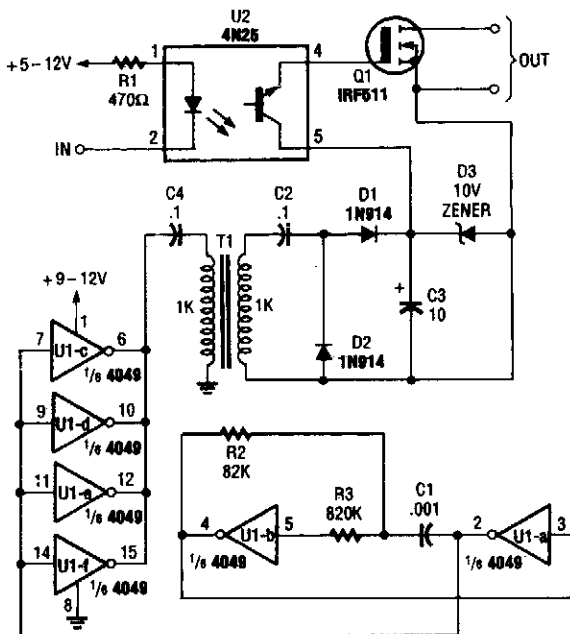 U2
4N25
+5-12V
R1
470Ω
1
2
4
5
IN
Q1
IRF511
OUT
C4
.1
T1
1K
1K
C2
.1
D1
1N914
D3
10V
ZENER
+
C3
10
D2
1N914
+9-12V
1
7
U1-c
6
1/6 4049
9
U1-d
10
1/6 4049
11
U1-e
12
1/6 4049
14
U1-f
15
1/6 4049
8
R2
82K
R3
820K
C1
.001
4
U1-b
5
1/6 4049
2
U1-a
3
1/6 4049